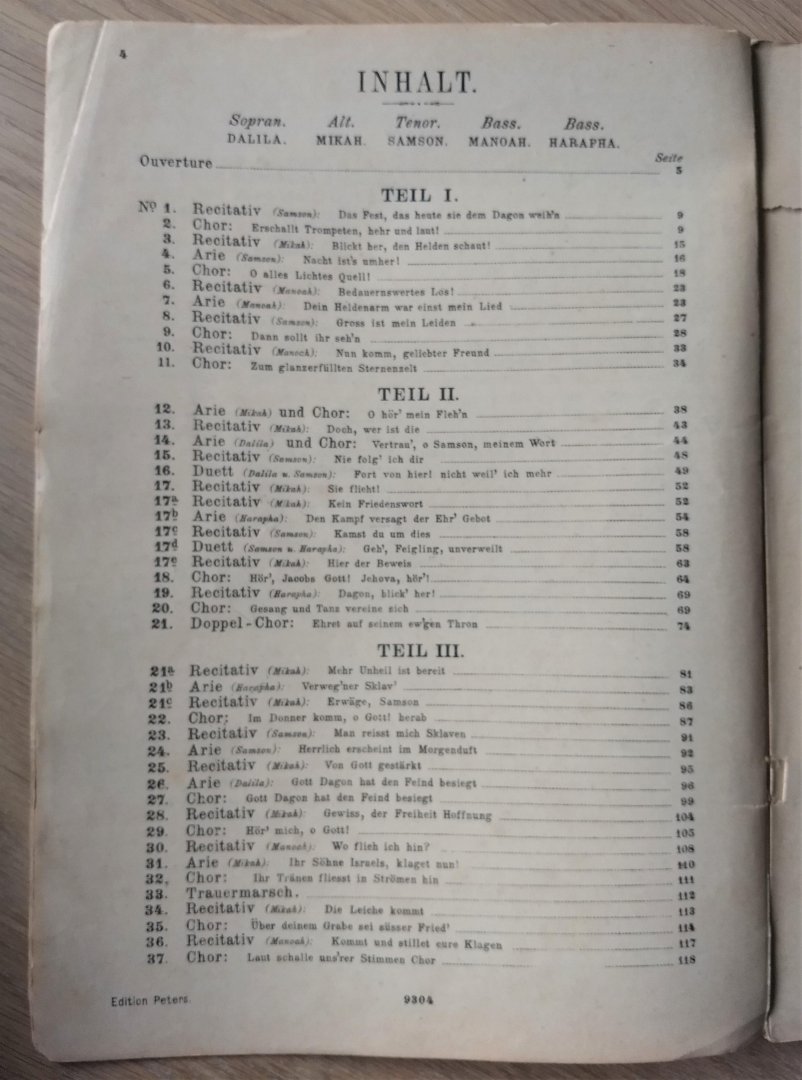 4
INHALT.
Sopran. Alt. Tenor. Bass. Bass.
DALILA. MIKAH. SAMSON. MANOAH. HARAPHA.
Seite
Ouverture 5
TEIL I.
No 1. Recitativ (Samson): Das Fest, das heute sie dem Dagon weih'n 9
2. Chor: Erschallt Trompeten, hehr und laut! 9
3. Recitativ (Mikah): Blickt her, den Helden schaut! 15
4. Arie (Samson): Nacht ist's umher! 16
5. Chor: O alles Lichtes Quell! 18
6. Recitativ (Manoah): Bedauernswertes Los! 23
7. Arie (Manoah): Dein Heldenarm war einst mein Lied 23
8. Recitativ (Samson): Gross ist mein Leiden 27
9. Chor: Dann sollt ihr seh'n 28
10. Recitativ (Manoah): Nun komm, geliebter Freund 33
11. Chor: Zum glanzerfüllten Sternenzelt 34
TEIL II.
12. Arie (Mikah) und Chor: O hör' mein Fleh'n 38
13. Recitativ (Mikah): Doch, wer ist die 43
14. Arie (Dalila) und Chor: Vertrau', o Samson, meinem Wort 44
15. Recitativ (Samson): Nie folg' ich dir 48
16. Duett (Dalila u. Samson): Fort von hier! nicht weil' ich mehr 49
17. Recitativ (Mikah): Sie flieht! 52
17a Recitativ (Mikah): Kein Friedenswort 52
17b Arie (Harapha): Den Kampf versagt der Ehr' Gebot 54
17c Recitativ (Samson): Kamst du um dies 58
17d Duett (Samson u. Harapha): Geh', Feigling, unverweilt 58
17e Recitativ (Mikah): Hier der Beweis 63
18. Chor: Hör', Jacobs Gott! Jehova, hör'! 64
19. Recitativ (Harapha): Dagon, blick' her! 69
20. Chor: Gesang und Tanz vereine sich 69
21. Doppel-Chor: Ehret auf seinem ew'gen Thron 74
TEIL III.
21a Recitativ (Mikah): Mehr Unheil ist bereit 81
21b Arie (Harapha): Verweg'ner Sklav' 83
21c Recitativ (Mikah): Erwäge, Samson 86
22. Chor: Im Donner komm, o Gott! herab 87
23. Recitativ (Samson): Man reisst mich Sklaven 91
24. Arie (Samson): Herrlich erscheint im Morgenduft 92
25. Recitativ (Mikah): Von Gott gestärkt 95
26. Arie (Dalila): Gott Dagon hat den Feind besiegt 96
27. Chor: Gott Dagon hat den Feind besiegt 99
28. Recitativ (Mikah): Gewiss, der Freiheit Hoffnung 104
29. Chor: Hör' mich, o Gott! 105
30. Recitativ (Manoah): Wo flieh ich hin? 108
31. Arie (Mikah): Ihr Söhne Israels, klaget nun! 110
32. Chor: Ihr Tränen fliesst in Strömen hin 111
33. Trauermarsch. 112
34. Recitativ (Mikah): Die Leiche kommt 113
35. Chor: Über deinem Grabe sei süsser Fried' 114
36. Recitativ (Manoah): Kommt und stillet eure Klagen 117
37. Chor: Laut schalle uns'rer Stimmen Chor 118
Edition Peters. 9304